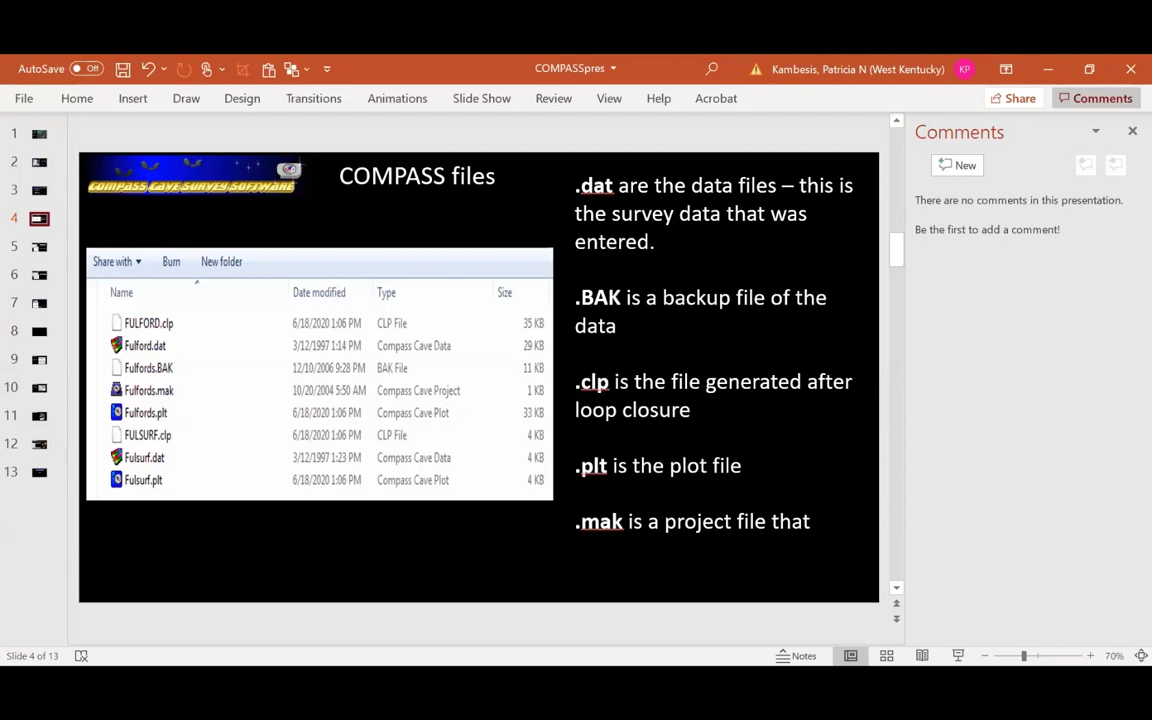 AutoSave Off COMPASSpres Kambesis, Patricia N (West Kentucky) KP
File Home Insert Draw Design Transitions Animations Slide Show Review View Help Acrobat Share Comments
1
2
3
4
5
6
7
8
9
10
11
12
13
COMPASS CAVE SURVEY SOFTWARE
COMPASS files
Share with Burn New folder
Name Date modified Type Size
FULFORD.clp 6/18/2020 1:06 PM CLP File 35 KB
Fulford.dat 3/12/1997 1:14 PM Compass Cave Data 29 KB
Fulfords.BAK 12/10/2006 9:28 PM BAK File 11 KB
Fulfords.mak 10/20/2004 5:50 AM Compass Cave Project 1 KB
Fulfords.plt 6/18/2020 1:06 PM Compass Cave Plot 33 KB
FULSURF.clp 6/18/2020 1:06 PM CLP File 4 KB
Fulsurf.dat 3/12/1997 1:23 PM Compass Cave Data 4 KB
Fulsurf.plt 6/18/2020 1:06 PM Compass Cave Plot 4 KB
.dat are the data files – this is
the survey data that was
entered.
.BAK is a backup file of the
data
.clp is the file generated after
loop closure
.plt is the plot file
.mak is a project file that
Comments
New
There are no comments in this presentation.
Be the first to add a comment!
Slide 4 of 13 Notes 70%